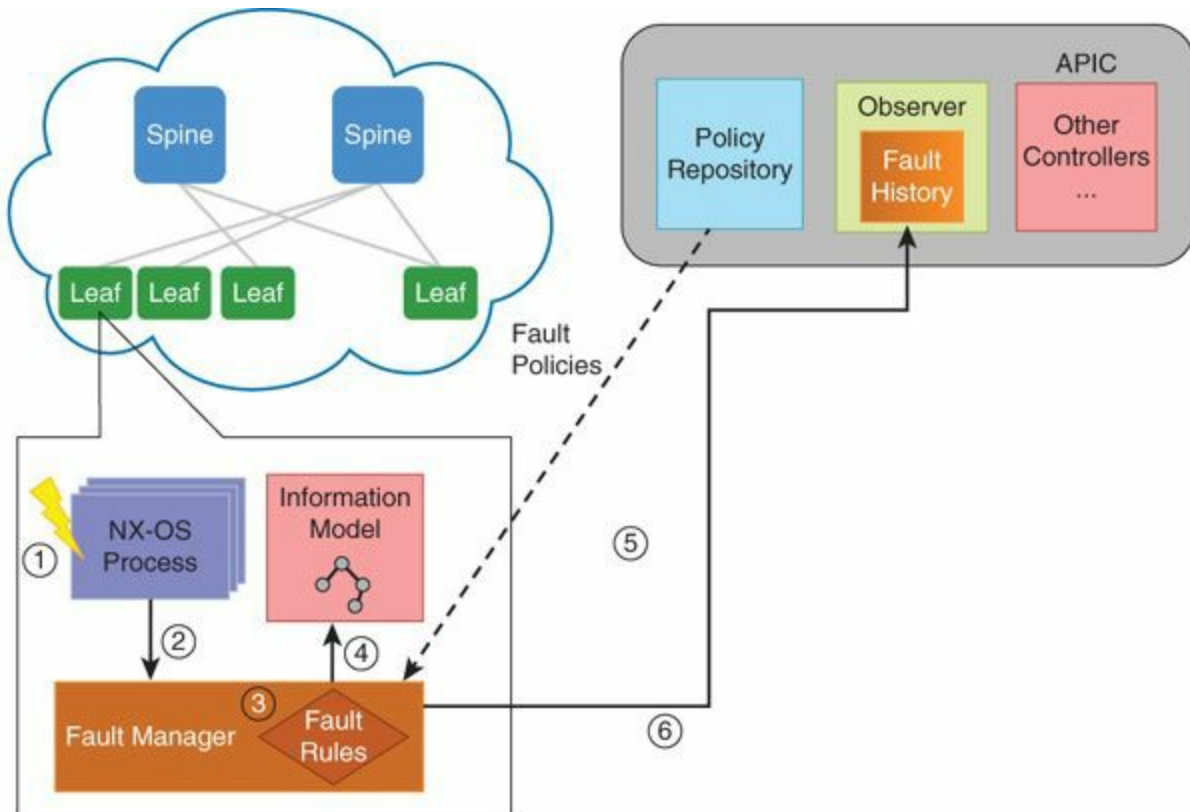 Spine
Spine
Leaf
Leaf
Leaf
Leaf
APIC
Policy
Repository
Observer
Fault
History
Other
Controllers
...
Fault
Policies
1
NX-OS
Process
Information
Model
2
3
4
5
6
Fault Manager
Fault
Rules